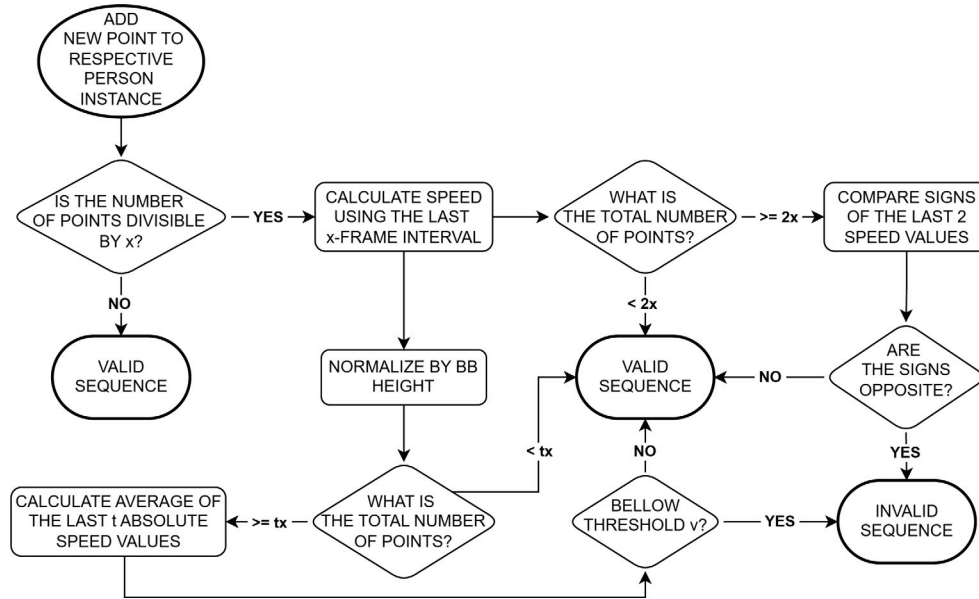 ADD
NEW POINT TO
RESPECTIVE
PERSON
INSTANCE
IS THE NUMBER
OF POINTS DIVISIBLE
BY x?
YES
CALCULATE SPEED
USING THE LAST
x-FRAME INTERVAL
WHAT IS
THE TOTAL NUMBER
OF POINTS?
>= 2x
COMPARE SIGNS
OF THE LAST 2
SPEED VALUES
NO
< 2x
VALID
SEQUENCE
NORMALIZE BY BB
HEIGHT
VALID
SEQUENCE
NO
ARE
THE SIGNS
OPPOSITE?
< tx
NO
YES
CALCULATE AVERAGE OF
THE LAST t ABSOLUTE
SPEED VALUES
>= tx
WHAT IS
THE TOTAL NUMBER
OF POINTS?
BELLOW
THRESHOLD v?
YES
INVALID
SEQUENCE